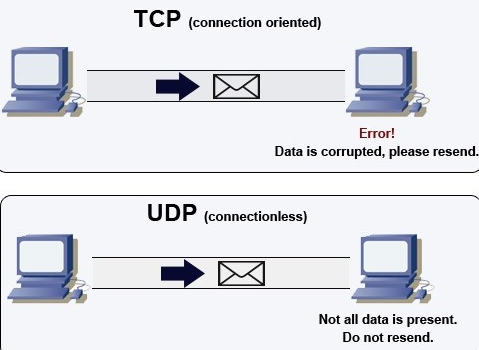 TCP (connection oriented)
Error!
Data is corrupted, please resend.
UDP (connectionless)
Not all data is present.
Do not resend.